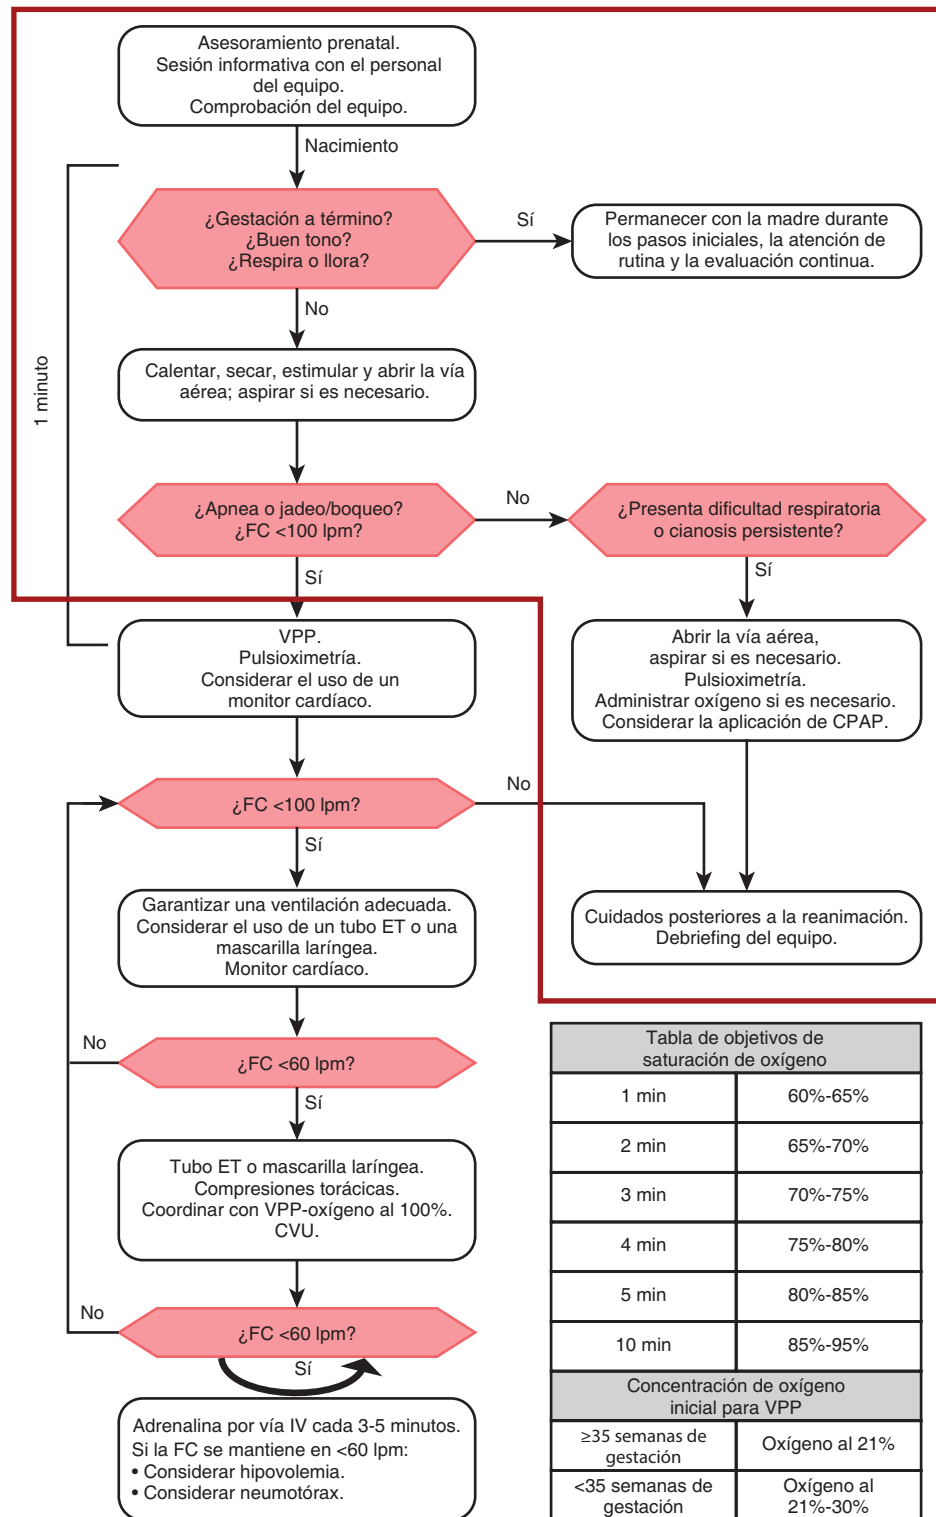 Asesoramiento prenatal.
Sesión informativa con el personal
del equipo.
Comprobación del equipo.
Nacimiento
1 minuto
¿Gestación a término?
¿Buen tono?
¿Respira o llora?
Sí
Permanecer con la madre durante
los pasos iniciales, la atención de
rutina y la evaluación continua.
No
Calentar, secar, estimular y abrir la vía
aérea; aspirar si es necesario.
¿Apnea o jadeo/boqueo?
¿FC <100 lpm?
No
¿Presenta dificultad respiratoria
o cianosis persistente?
Sí
Sí
VPP.
Pulsioximetría.
Considerar el uso de un
monitor cardíaco.
Abrir la vía aérea,
aspirar si es necesario.
Pulsioximetría.
Administrar oxígeno si es necesario.
Considerar la aplicación de CPAP.
¿FC <100 lpm?
No
Sí
Garantizar una ventilación adecuada.
Considerar el uso de un tubo ET o una
mascarilla laríngea.
Monitor cardíaco.
Cuidados posteriores a la reanimación.
Debriefing del equipo.
No
¿FC <60 lpm?
Sí
Tubo ET o mascarilla laríngea.
Compresiones torácicas.
Coordinar con VPP-oxígeno al 100%.
CVU.
No
¿FC <60 lpm?
Sí
Adrenalina por vía IV cada 3-5 minutos.
Si la FC se mantiene en <60 lpm:
• Considerar hipovolemia.
• Considerar neumotórax.
Tabla de objetivos de
saturación de oxígeno
1 min 60%-65%
2 min 65%-70%
3 min 70%-75%
4 min 75%-80%
5 min 80%-85%
10 min 85%-95%
Concentración de oxígeno
inicial para VPP
≥35 semanas de
gestación
Oxígeno al 21%
<35 semanas de
gestación
Oxígeno al
21%-30%